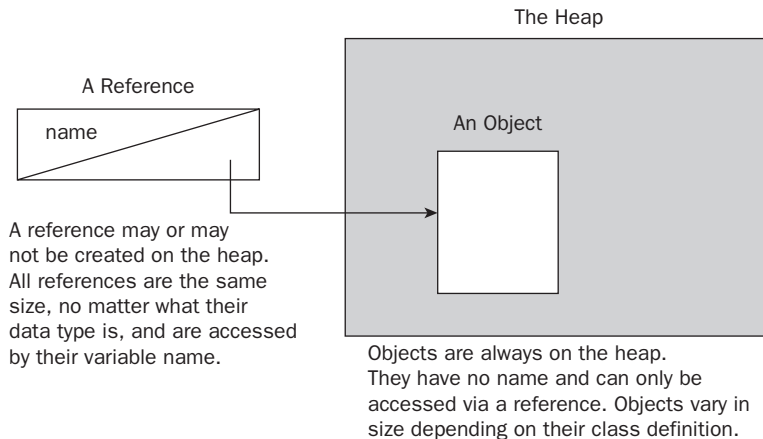 The Heap
A Reference
name
An Object
A reference may or may
not be created on the heap.
All references are the same
size, no matter what their
data type is, and are accessed
by their variable name.
Objects are always on the heap.
They have no name and can only be
accessed via a reference. Objects vary in
size depending on their class definition.